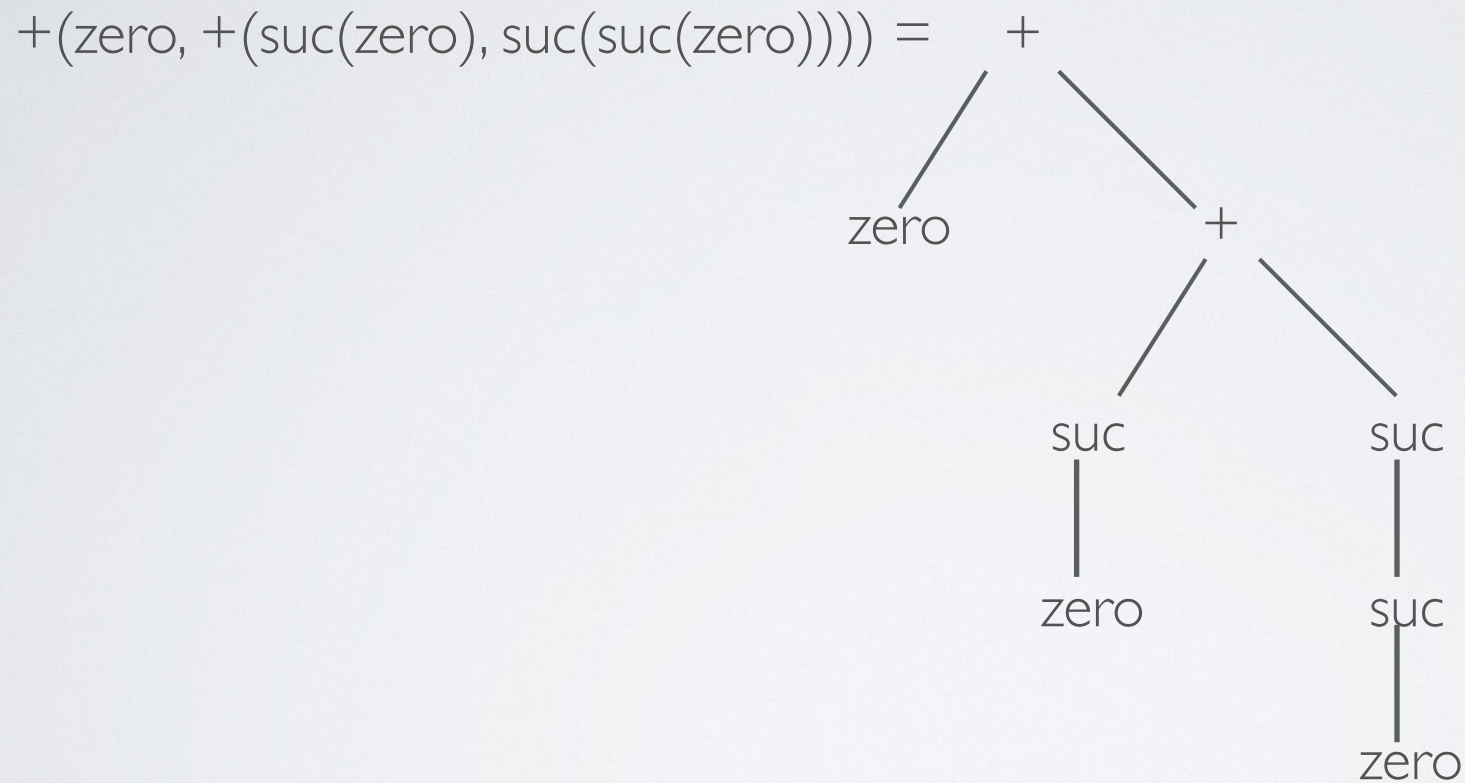 +(zero, +(suc(zero), suc(suc(zero)))) = +
zero +
suc suc
zero suc
zero